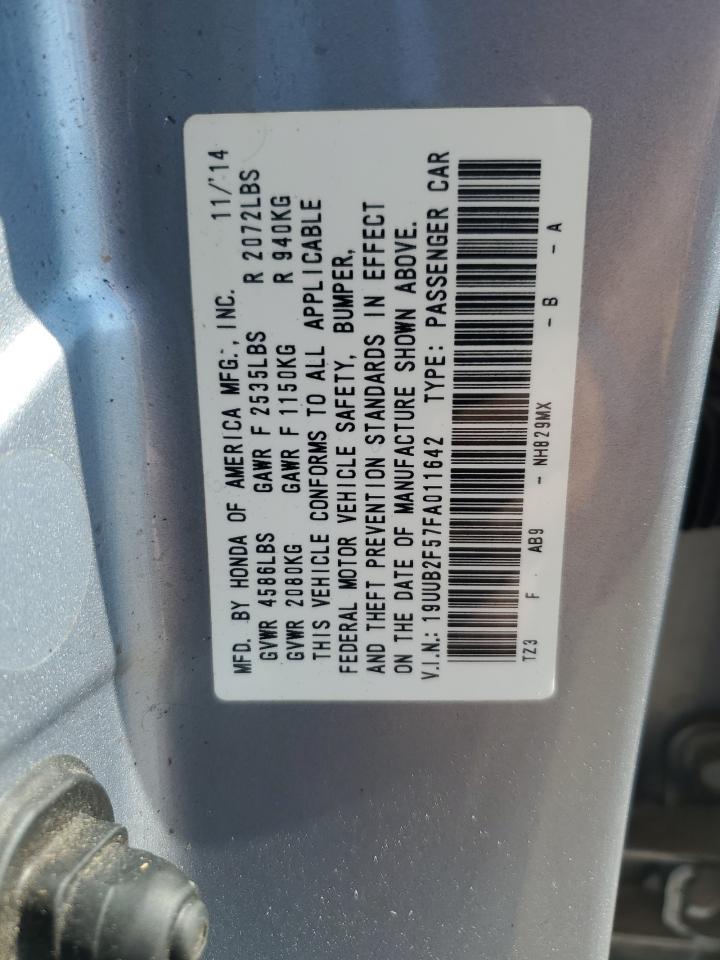 MFD. BY HONDA OF AMERICA MFG., INC. 11/'14
GVWR 4586LBS GAWR F 2535LBS R 2072LBS
GVWR 2080KG GAWR F 1150KG R 940KG
THIS VEHICLE CONFORMS TO ALL APPLICABLE
FEDERAL MOTOR VEHICLE SAFETY, BUMPER,
AND THEFT PREVENTION STANDARDS IN EFFECT
ON THE DATE OF MANUFACTURE SHOWN ABOVE.
V.I.N.: 19UUB2F57FA011642 TYPE: PASSENGER CAR
TZ3 F AB9 - NH829MX - B - A